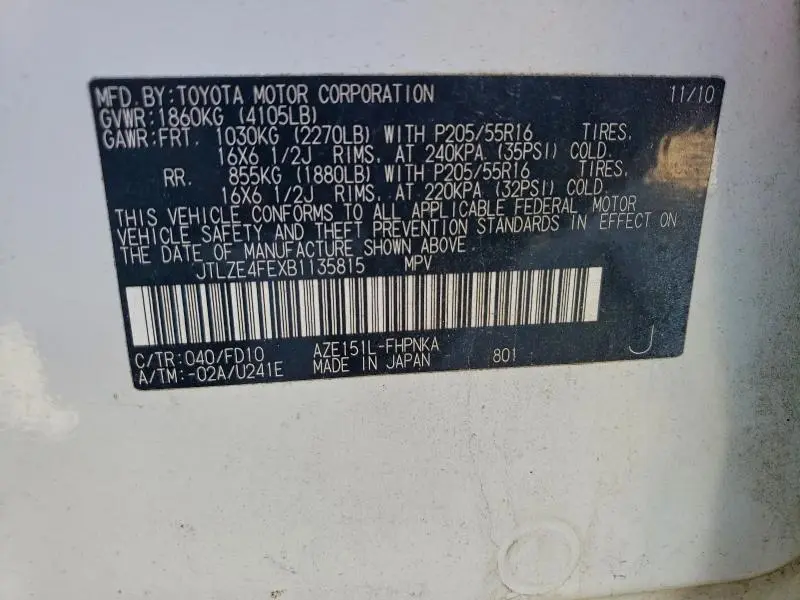 MFD.BY:TOYOTA MOTOR CORPORATION 11/10
GVWR:1860KG (4105LB)
GAWR:FRT. 1030KG (2270LB) WITH P205/55R16 TIRES,
16X6 1/2J RIMS, AT 240KPA (35PSI) COLD.
RR. 855KG (1880LB) WITH P205/55R16 TIRES,
16X6 1/2J RIMS, AT 220KPA (32PSI) COLD.
THIS VEHICLE CONFORMS TO ALL APPLICABLE FEDERAL MOTOR
VEHICLE SAFETY AND THEFT PREVENTION STANDARDS IN EFFECT ON
THE DATE OF MANUFACTURE SHOWN ABOVE.
JTLZE4FEXB1135815 MPV
C/TR:040/FD10 AZE151L-FHPNKA J
A/TM:-02A/U241E MADE IN JAPAN 801